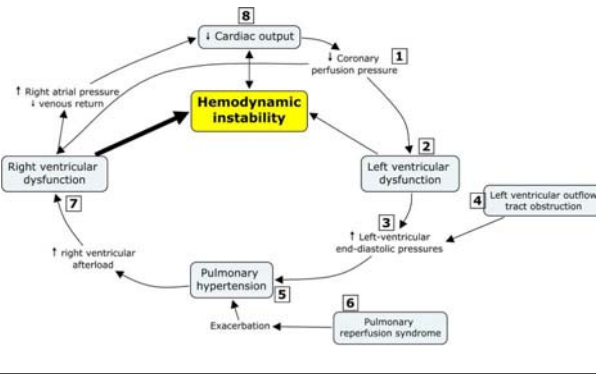 8
↓ Cardiac output
↓ Coronary
perfusion pressure
1
↑ Right atrial pressure
↓ venous return
Hemodynamic
instability
2
Right ventricular
dysfunction
7
Left ventricular
dysfunction
4
Left ventricular outflow
tract obstruction
3
↑ Left-ventricular
end-diastolic pressures
↑ right ventricular
afterload
Pulmonary
hypertension
5
6
Exacerbation
Pulmonary
reperfusion syndrome